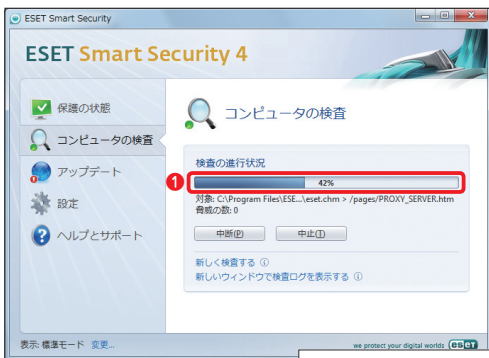 ESET Smart Security
ESET Smart Security 4
保護の状態
コンピュータの検査
アップデート
設定
ヘルプとサポート
コンピュータの検査
検査の進行状況
1
42%
対象: C:\Program Files\ESE...\eset.chm > /pages/PROXY_SERVER.htm
脅威の数: 0
中断(P)
中止(T)
新しく検査する
新しいウィンドウで検査ログを表示する
表示: 標準モード 変更...
we protect your digital worlds
eset